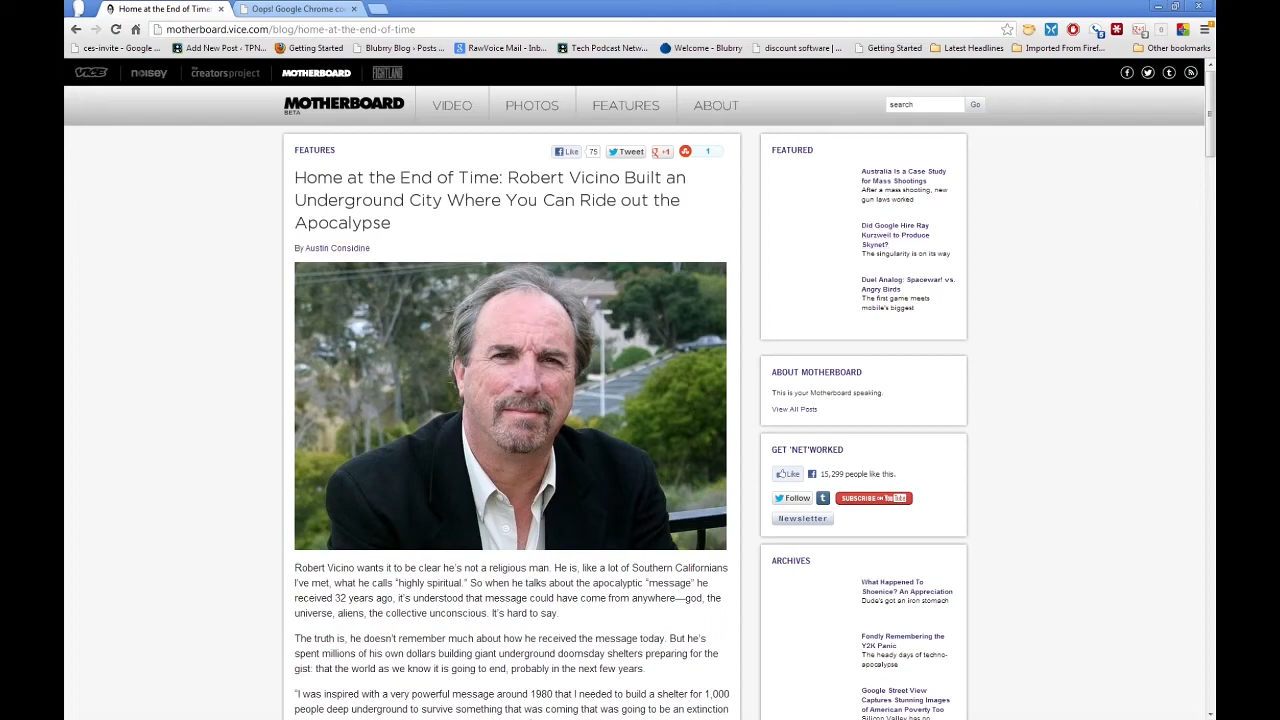 Home at the End of Time:
Oops! Google Chrome co
motherboard.vice.com/blog/home-at-the-end-of-time
ces-invite - Google ...
Add New Post ‹ TPN...
Getting Started
Blubrry Blog - Posts ...
RawVoice Mail - Inb...
Tech Podcast Netw...
Welcome - Blubrry
discount software | ...
Getting Started
Latest Headlines
Imported From Firef...
Other bookmarks
VICE
noisey
the creators project
MOTHERBOARD
FIGHTLAND
MOTHERBOARD
BETA
VIDEO
PHOTOS
FEATURES
ABOUT
search
Go
FEATURES
Like
75
Tweet
+1
1
Home at the End of Time: Robert Vicino Built an
Underground City Where You Can Ride out the
Apocalypse
By Austin Considine
Robert Vicino wants it to be clear he's not a religious man. He is, like a lot of Southern Californians
I've met, what he calls “highly spiritual.” So when he talks about the apocalyptic “message” he
received 32 years ago, it's understood that message could have come from anywhere—god, the
universe, aliens, the collective unconscious. It's hard to say.
The truth is, he doesn't remember much about how he received the message today. But he's
spent millions of his own dollars building giant underground doomsday shelters preparing for the
gist: that the world as we know it is going to end, probably in the next few years.
“I was inspired with a very powerful message around 1980 that I needed to build a shelter for 1,000
people deep underground to survive something that was coming that was going to be an extinction
FEATURED
Australia Is a Case Study
for Mass Shootings
After a mass shooting, new
gun laws worked
Did Google Hire Ray
Kurzweil to Produce
Skynet?
The singularity is on its way
Duel Analog: Spacewar! vs.
Angry Birds
The first game meets
mobile's biggest
ABOUT MOTHERBOARD
This is your Motherboard speaking.
View All Posts
GET 'NET'WORKED
Like
15,299 people like this.
Follow
SUBSCRIBE ON YouTube
Newsletter
ARCHIVES
What Happened To
Shoenice? An Appreciation
Dude's got an iron stomach
Fondly Remembering the
Y2K Panic
The heady days of techno-
apocalypse
Google Street View
Captures Stunning Images
of American Poverty Too
Silicon Valley has no